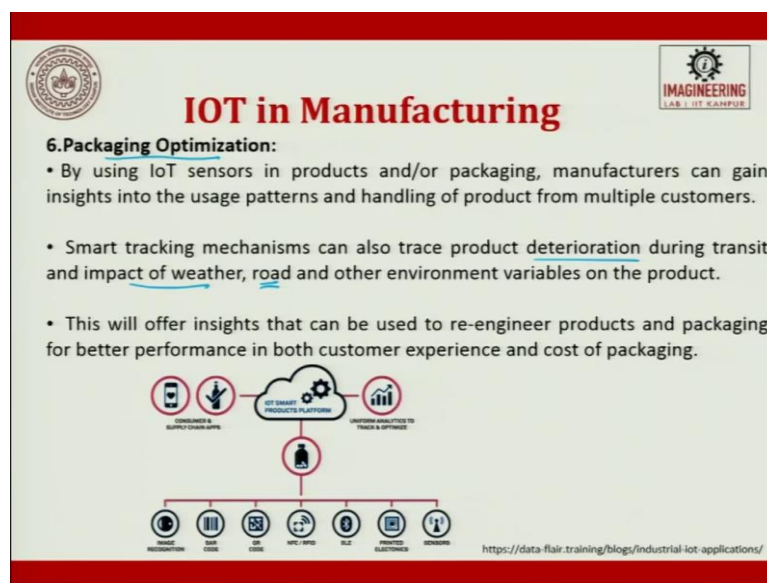 IMAGINEERING
LAB | IIT KANPUR
IOT in Manufacturing
6.Packaging Optimization:
• By using IoT sensors in products and/or packaging, manufacturers can gain
insights into the usage patterns and handling of product from multiple customers.
• Smart tracking mechanisms can also trace product deterioration during transit
and impact of weather, road and other environment variables on the product.
• This will offer insights that can be used to re-engineer products and packaging
for better performance in both customer experience and cost of packaging.
IOT SMART
PRODUCTS PLATFORM
CONSUMER &
SUPPLY CHAIN APPS
UNIFORM ANALYTICS TO
TRACK & OPTIMIZE
IMAGE
RECOGNITION
BAR
CODE
QR
CODE
NFC / RFID
BLE
PRINTED
ELECTONICS
SENSORS
https://data-flair.training/blogs/industrial-iot-applications/